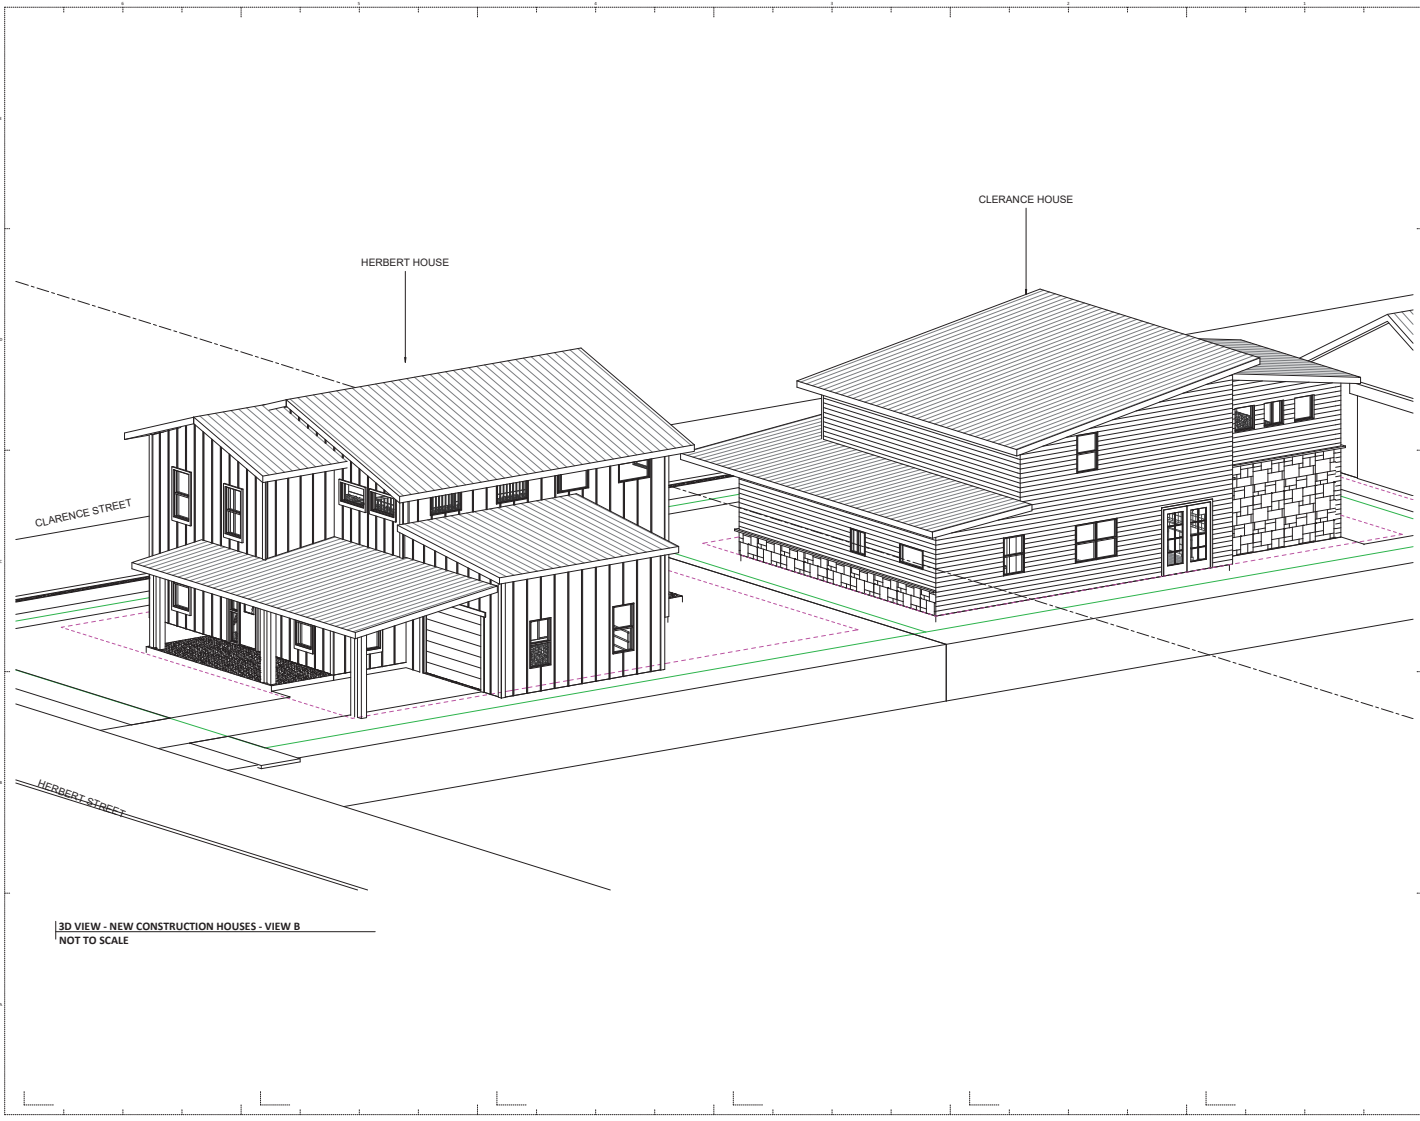 CLERANCE HOUSE
HERBERT HOUSE
CLARENCE STREET
HERBERT STREET
3D VIEW - NEW CONSTRUCTION HOUSES - VIEW B
NOT TO SCALE